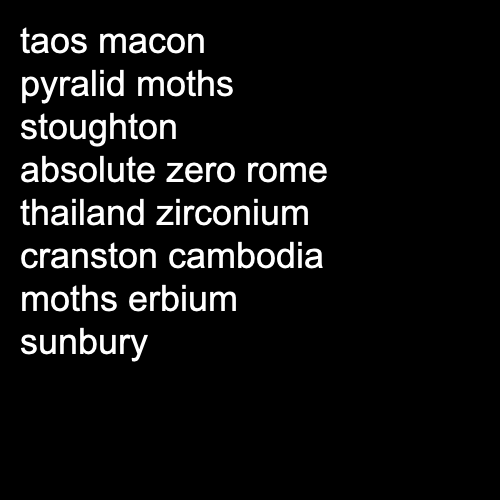 taos macon
pyralid moths
stoughton
absolute zero rome
thailand zirconium
cranston cambodia
moths erbium
sunbury